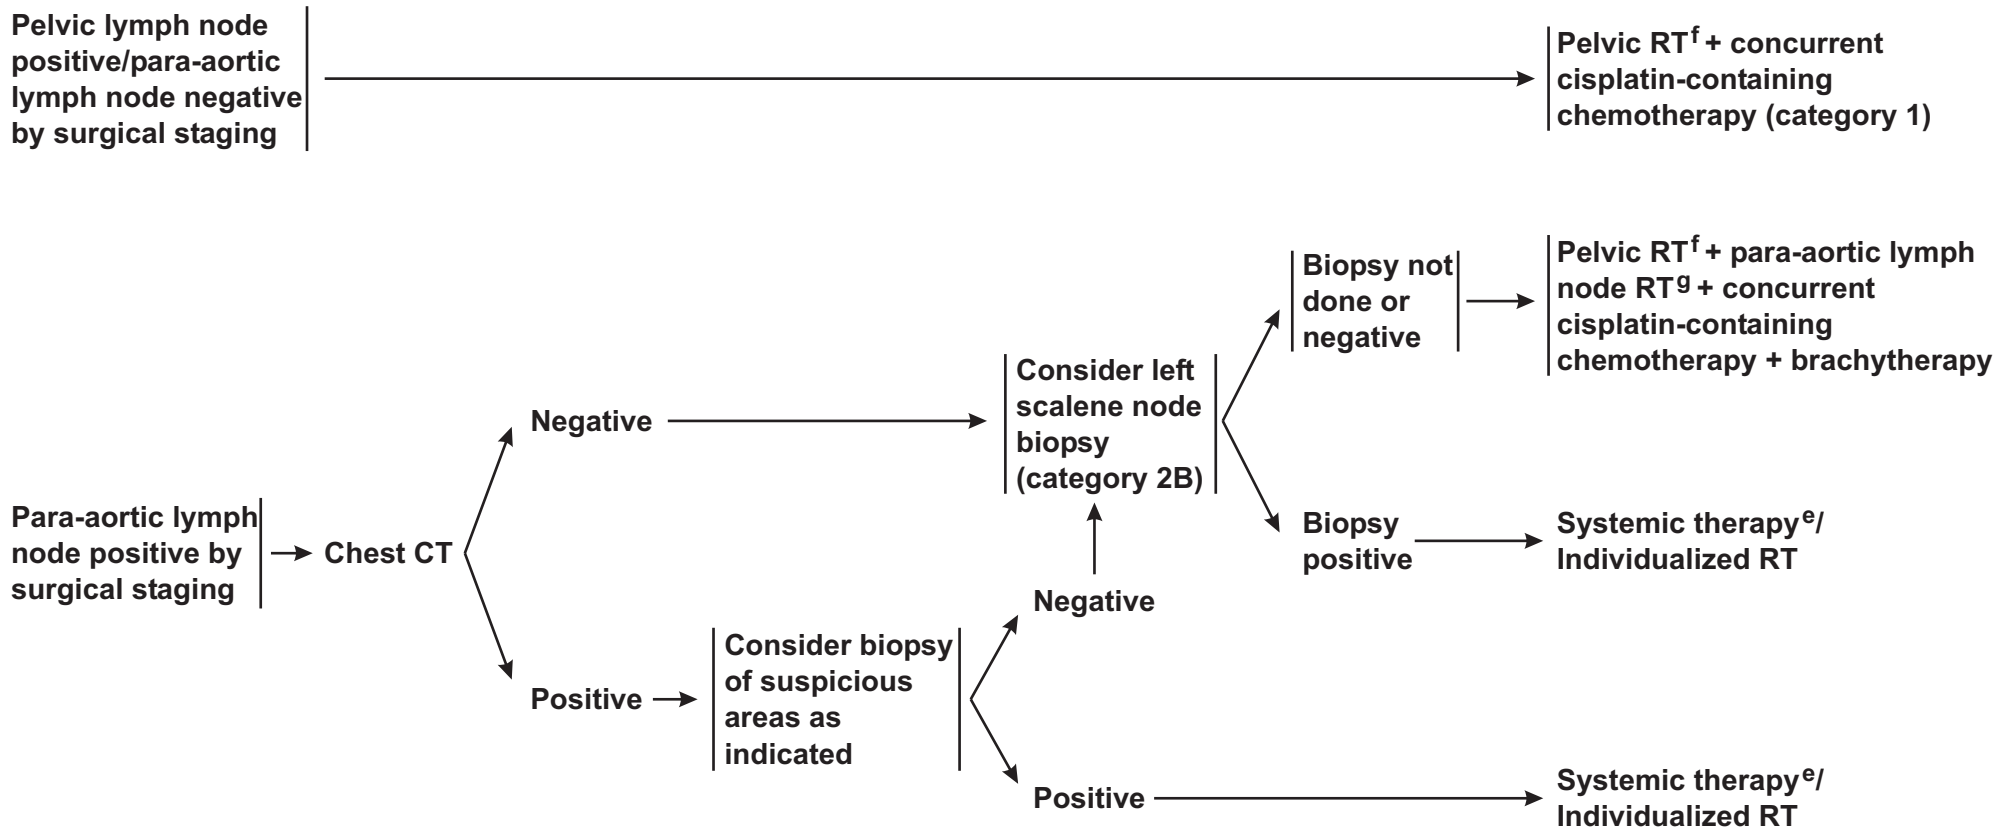 Pelvic lymph node
positive/para-aortic
lymph node negative
by surgical staging
Pelvic RTf + concurrent
cisplatin-containing
chemotherapy (category 1)
Para-aortic lymph
node positive by
surgical staging
Chest CT
Negative
Positive
Consider biopsy
of suspicious
areas as
indicated
Negative
Positive
Consider left
scalene node
biopsy
(category 2B)
Biopsy not
done or
negative
Biopsy
positive
Pelvic RTf + para-aortic lymph
node RTg + concurrent
cisplatin-containing
chemotherapy + brachytherapy
Systemic therapye/
Individualized RT
Systemic therapye/
Individualized RT